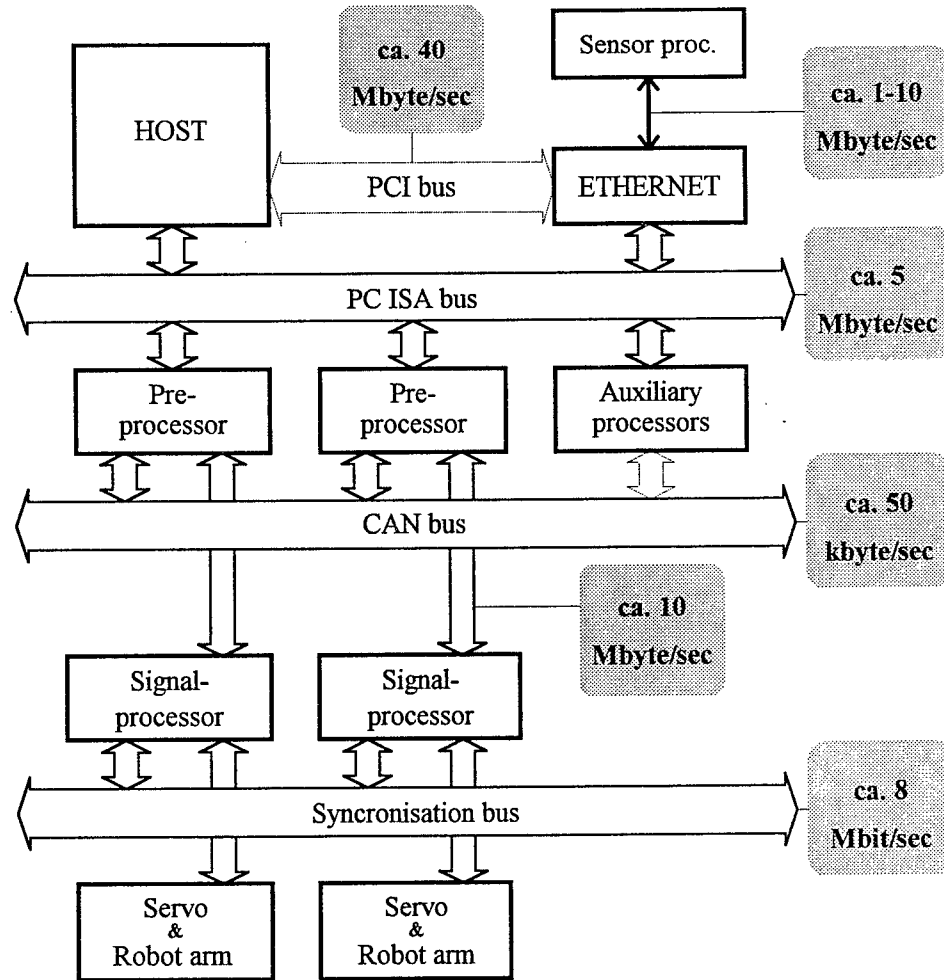 HOST
ca. 40
Mbyte/sec
Sensor proc.
ca. 1-10
Mbyte/sec
PCI bus
ETHERNET
PC ISA bus
ca. 5
Mbyte/sec
Pre-
processor
Pre-
processor
Auxiliary
processors
CAN bus
ca. 50
kbyte/sec
ca. 10
Mbyte/sec
Signal-
processor
Signal-
processor
Syncronisation bus
ca. 8
Mbit/sec
Servo
&
Robot arm
Servo
&
Robot arm